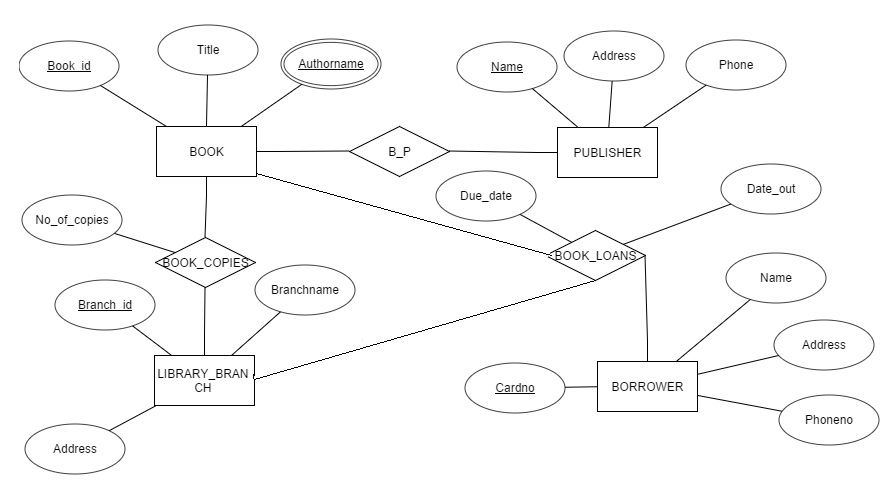 Title
Book_id
Authorname
Name
Address
Phone
BOOK
B_P
PUBLISHER
Due_date
Date_out
No_of_copies
BOOK_COPIES
BOOK_LOANS
Branch_id
Branchname
Name
LIBRARY_BRAN
CH
Address
Cardno
BORROWER
Phoneno
Address